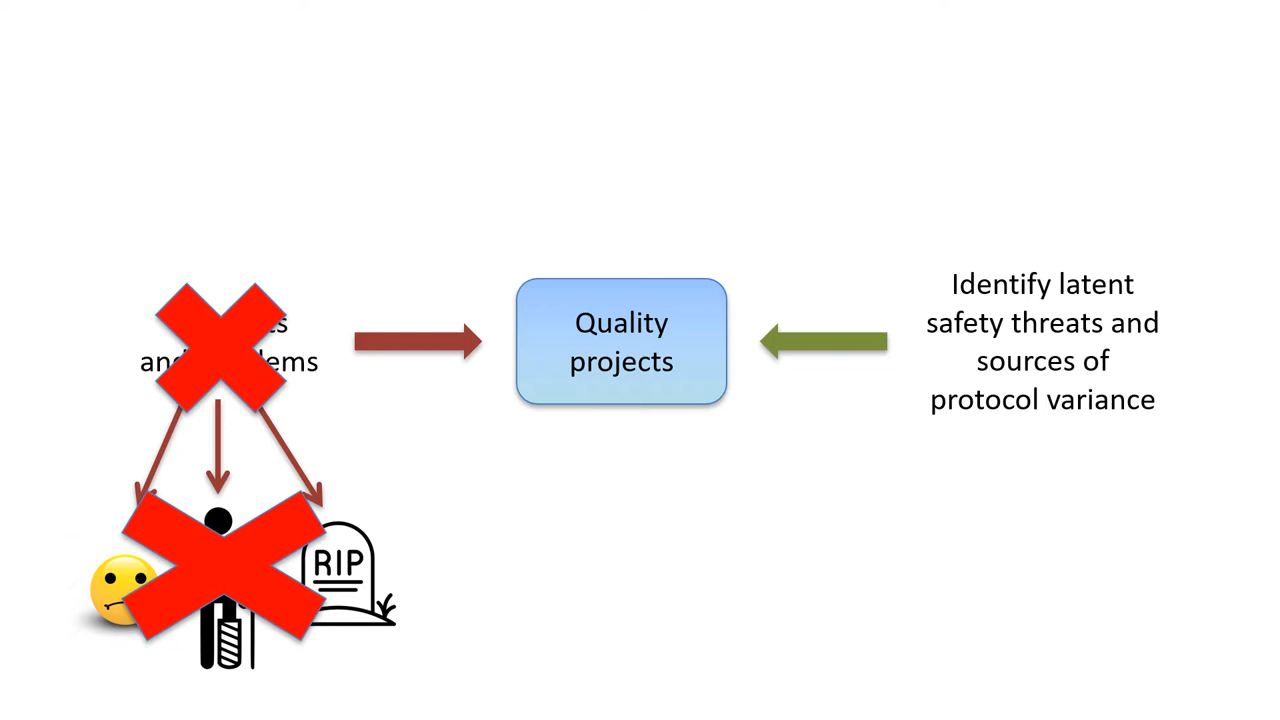 Quality
projects
Identify latent
safety threats and
sources of
protocol variance
RIP